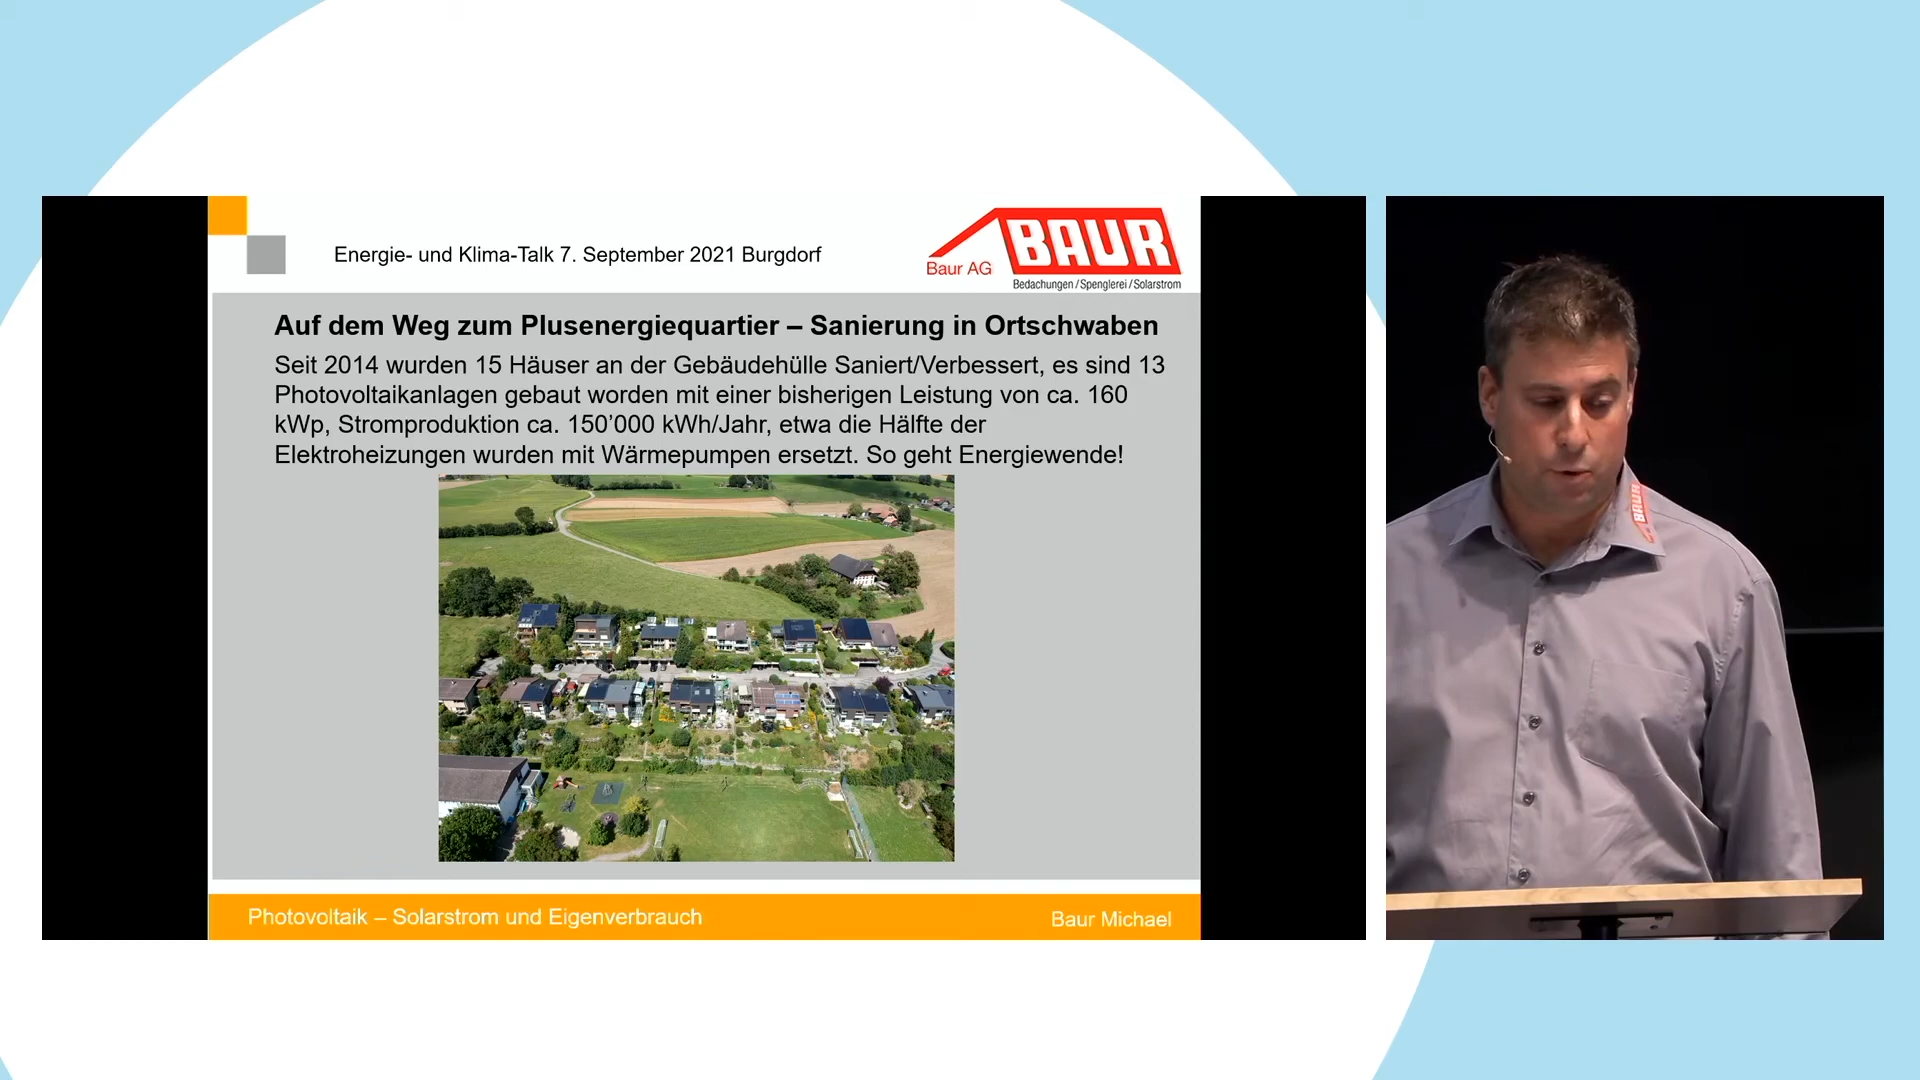 Energie- und Klima-Talk 7. September 2021 Burgdorf
BAUR
Baur AG
Bedachungen/Spenglerei/Solarstrom
Auf dem Weg zum Plusenergiequartier – Sanierung in Ortschwaben
Seit 2014 wurden 15 Häuser an der Gebäudehülle Saniert/Verbessert, es sind 13
Photovoltaikanlagen gebaut worden mit einer bisherigen Leistung von ca. 160
kWp, Stromproduktion ca. 150’000 kWh/Jahr, etwa die Hälfte der
Elektroheizungen wurden mit Wärmepumpen ersetzt. So geht Energiewende!
Photovoltaik – Solarstrom und Eigenverbrauch
Baur Michael
BAUR